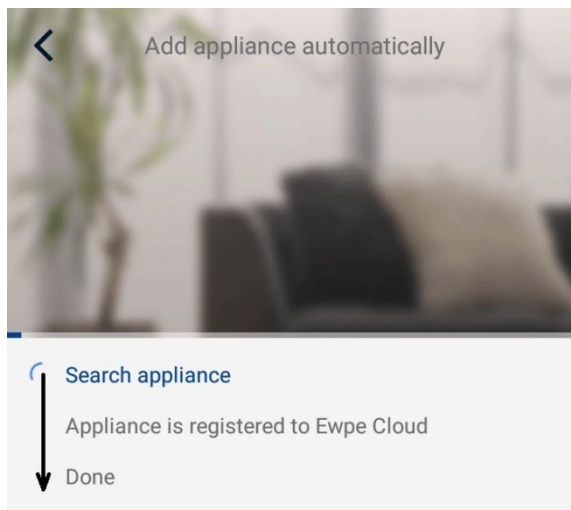 Add appliance automatically
Search appliance
Appliance is registered to Ewpe Cloud
Done